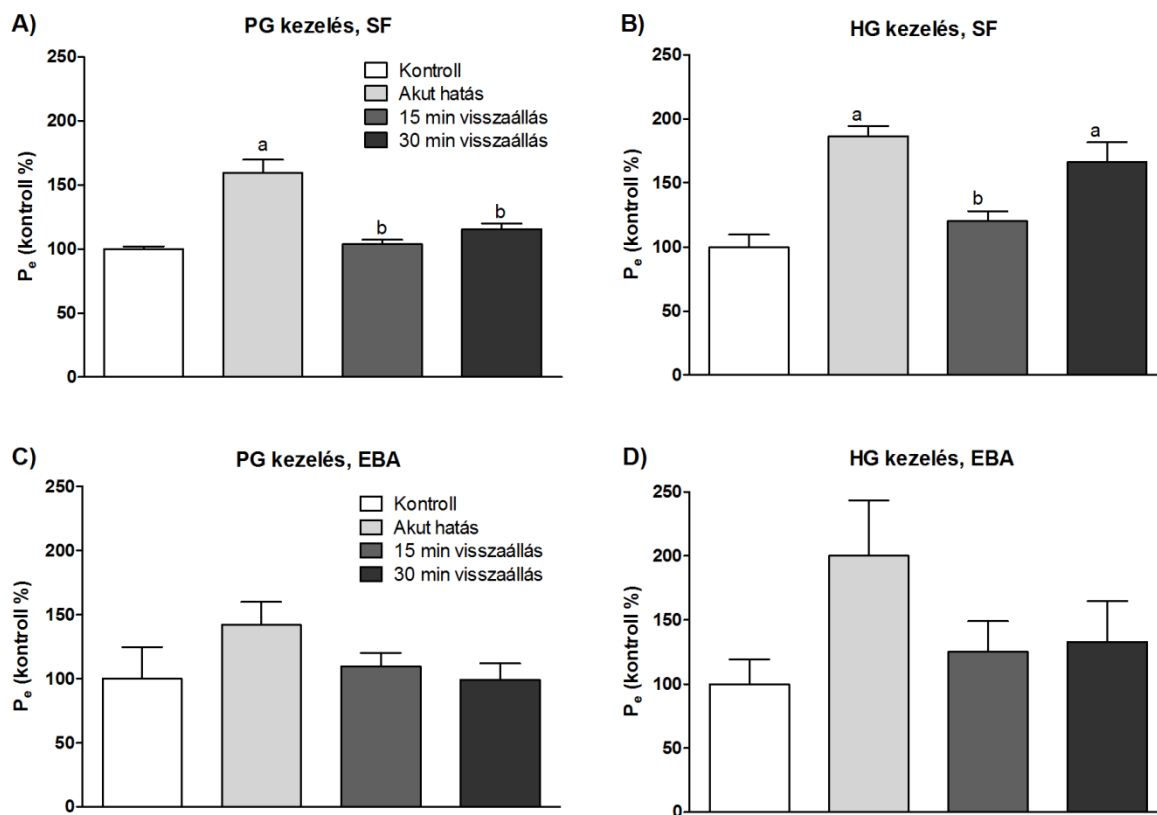 A)
PG kezelés, SF
Pe (kontroll %)
250
200
150
100
50
0
Kontroll
Akut hatás
15 min visszaállás
30 min visszaállás
a
b
b
B)
HG kezelés, SF
Pe (kontroll %)
250
200
150
100
50
0
a
b
a
C)
PG kezelés, EBA
Pe (kontroll %)
250
200
150
100
50
0
Kontroll
Akut hatás
15 min visszaállás
30 min visszaállás
D)
HG kezelés, EBA
Pe (kontroll %)
250
200
150
100
50
0